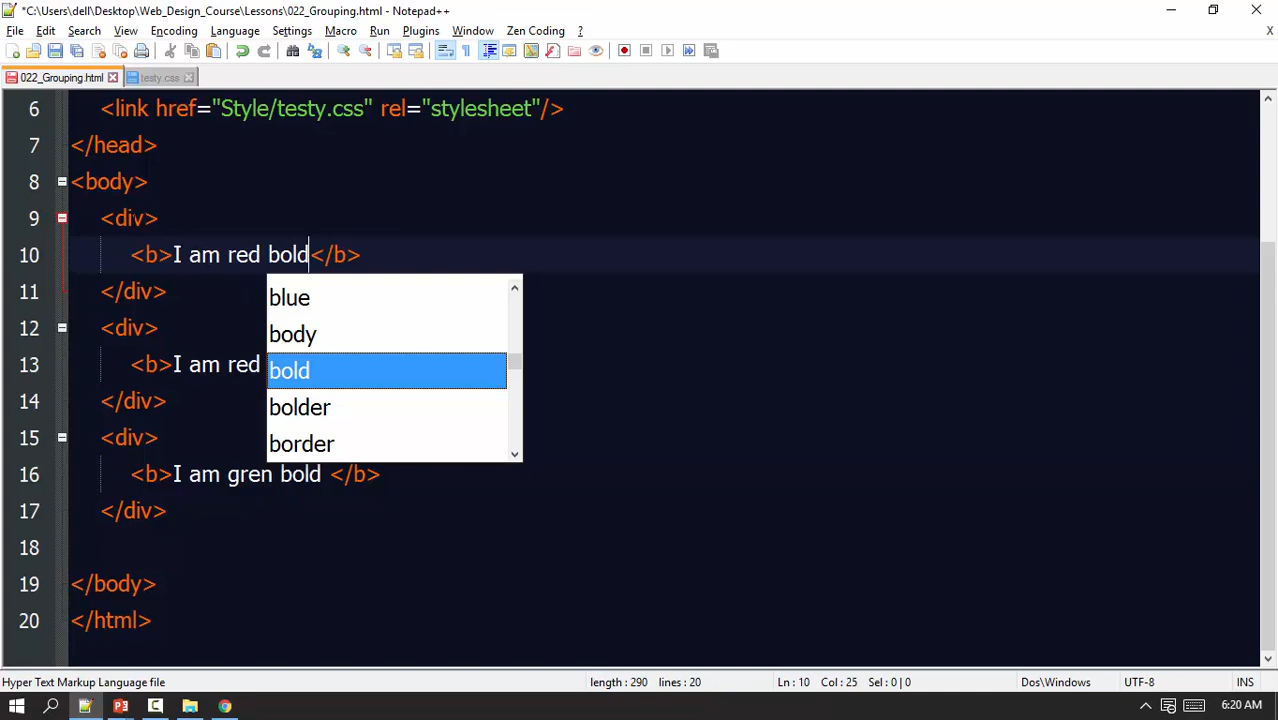 *C:\Users\dell\Desktop\Web_Design_Course\Lessons\022_Grouping.html - Notepad++
File Edit Search View Encoding Language Settings Macro Run Plugins Window Zen Coding ? X
022_Grouping.html testy.css
6 <link href="Style/testy.css" rel="stylesheet"/>
7 </head>
8 <body>
9 <div>
10 <b>I am red bold</b>
11 </div>
blue
12 <div>
body
13 <b>I am red
bold
14 </div>
bolder
15 <div>
border
16 <b>I am gren bold </b>
17 </div>
18
19 </body>
20 </html>
Hyper Text Markup Language file length : 290 lines : 20 Ln : 10 Col : 25 Sel : 0 | 0 Dos\Windows UTF-8 INS
6:20 AM